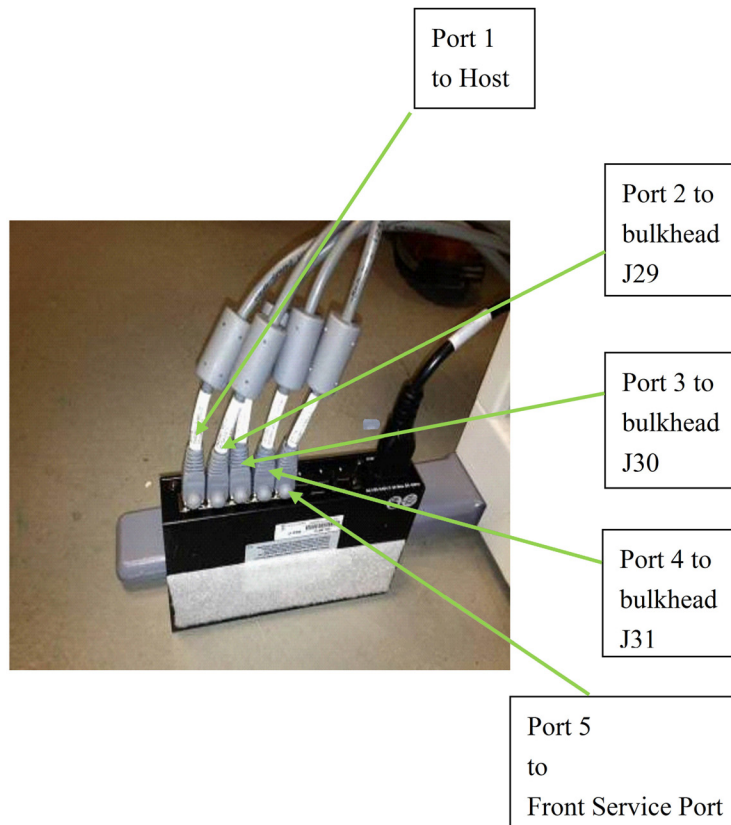 Port 1
to Host
Port 2 to
bulkhead
J29
Port 3 to
bulkhead
J30
Port 4 to
bulkhead
J31
Port 5
to
Front Service Port